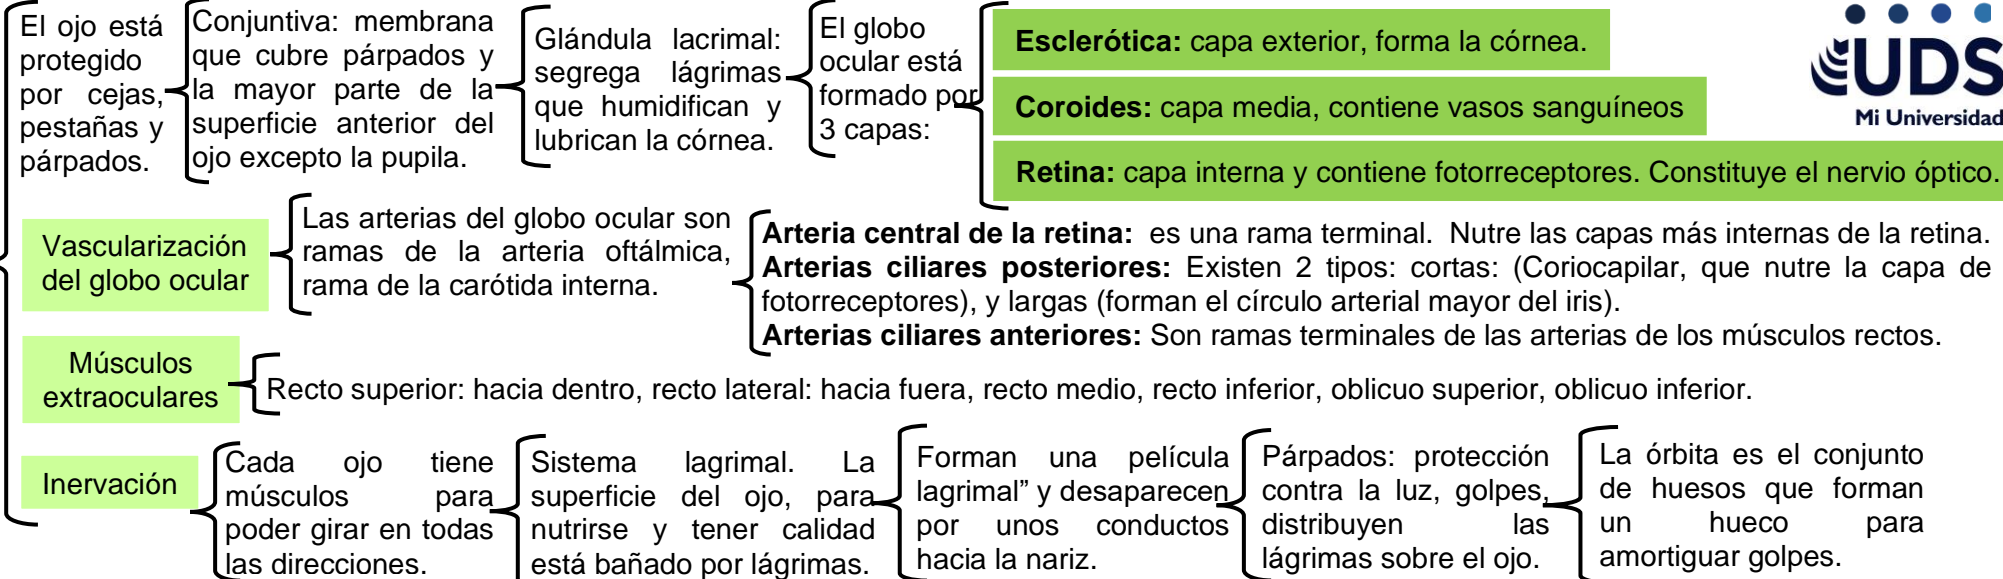 El ojo está
protegido
por cejas,
pestañas y
párpados.
Conjuntiva: membrana
que cubre párpados y
la mayor parte de la
superficie anterior del
ojo excepto la pupila.
Glándula lacrimal:
segrega lágrimas
que humidifican y
lubrican la córnea.
El globo
ocular está
formado por
3 capas:
Esclerótica: capa exterior, forma la córnea.
Coroides: capa media, contiene vasos sanguíneos
Retina: capa interna y contiene fotorreceptores. Constituye el nervio óptico.
UDS
Mi Universidad
Vascularización
del globo ocular
Las arterias del globo ocular son
ramas de la arteria oftálmica,
rama de la carótida interna.
Arteria central de la retina: es una rama terminal. Nutre las capas más internas de la retina.
Arterias ciliares posteriores: Existen 2 tipos: cortas: (Coriocapilar, que nutre la capa de
fotorreceptores), y largas (forman el círculo arterial mayor del iris).
Arterias ciliares anteriores: Son ramas terminales de las arterias de los músculos rectos.
Músculos
extraoculares
Recto superior: hacia dentro, recto lateral: hacia fuera, recto medio, recto inferior, oblicuo superior, oblicuo inferior.
Inervación
Cada ojo tiene
músculos para
poder girar en todas
las direcciones.
Sistema lagrimal. La
superficie del ojo, para
nutrirse y tener calidad
está bañado por lágrimas.
Forman una película
lagrimal” y desaparecen
por unos conductos
hacia la nariz.
Párpados: protección
contra la luz, golpes,
distribuyen las
lágrimas sobre el ojo.
La órbita es el conjunto
de huesos que forman
un hueco para
amortiguar golpes.